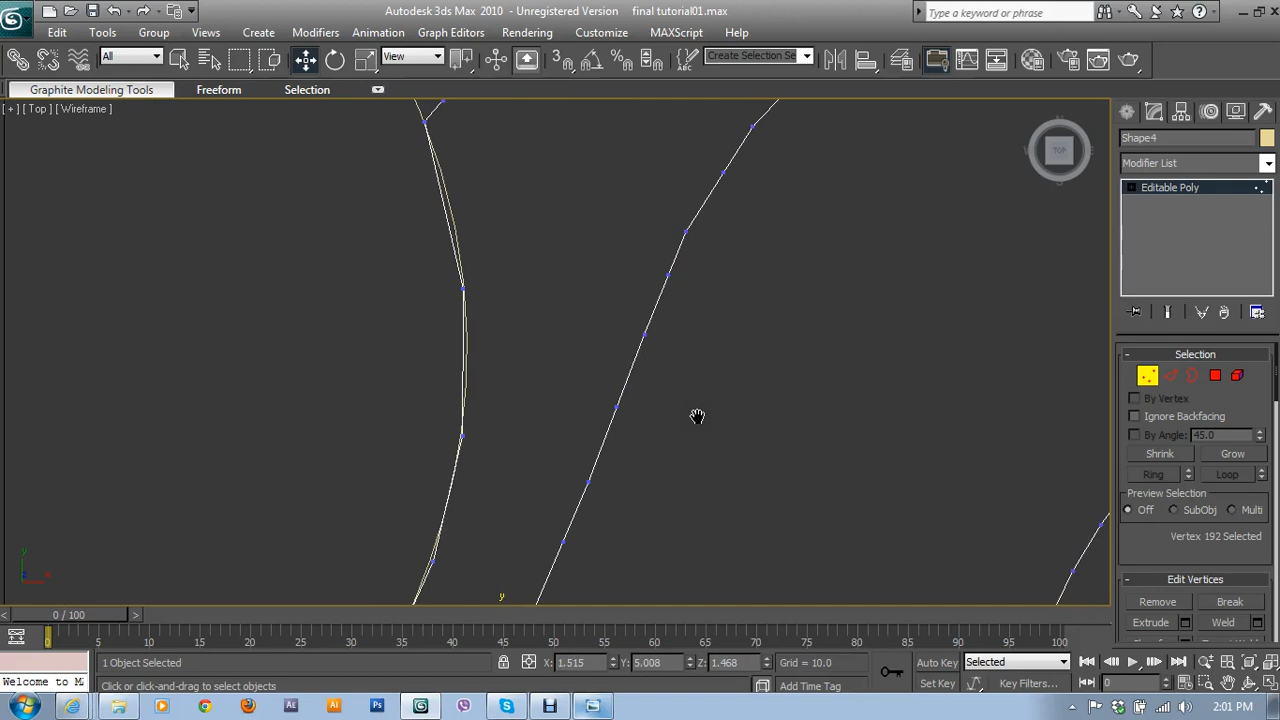 Autodesk 3ds Max 2010 - Unregistered Version final tutorial01.max
Type a keyword or phrase
Edit Tools Group Views Create Modifiers Animation Graph Editors Rendering Customize MAXScript Help
All
View
Create Selection Se
Graphite Modeling Tools Freeform Selection
[ + ] [ Top ] [ Wireframe ]
TOP
Shape4
Modifier List
Editable Poly
- Selection
By Vertex
Ignore Backfacing
By Angle: 45.0
Shrink Grow
Ring Loop
Preview Selection
Off SubObj Multi
Vertex 192 Selected
- Edit Vertices
Remove Break
Extrude Weld
y
x
y
< 0 / 100 >
0 5 10 15 20 25 30 35 40 45 50 55 60 65 70 75 80 85 90 95 100
1 Object Selected X: 1.515 Y: 5.008 Z: 1.468 Grid = 10.0 Auto Key Selected
Welcome to M Click or click-and-drag to select objects Add Time Tag Set Key Key Filters... 0
2:01 PM